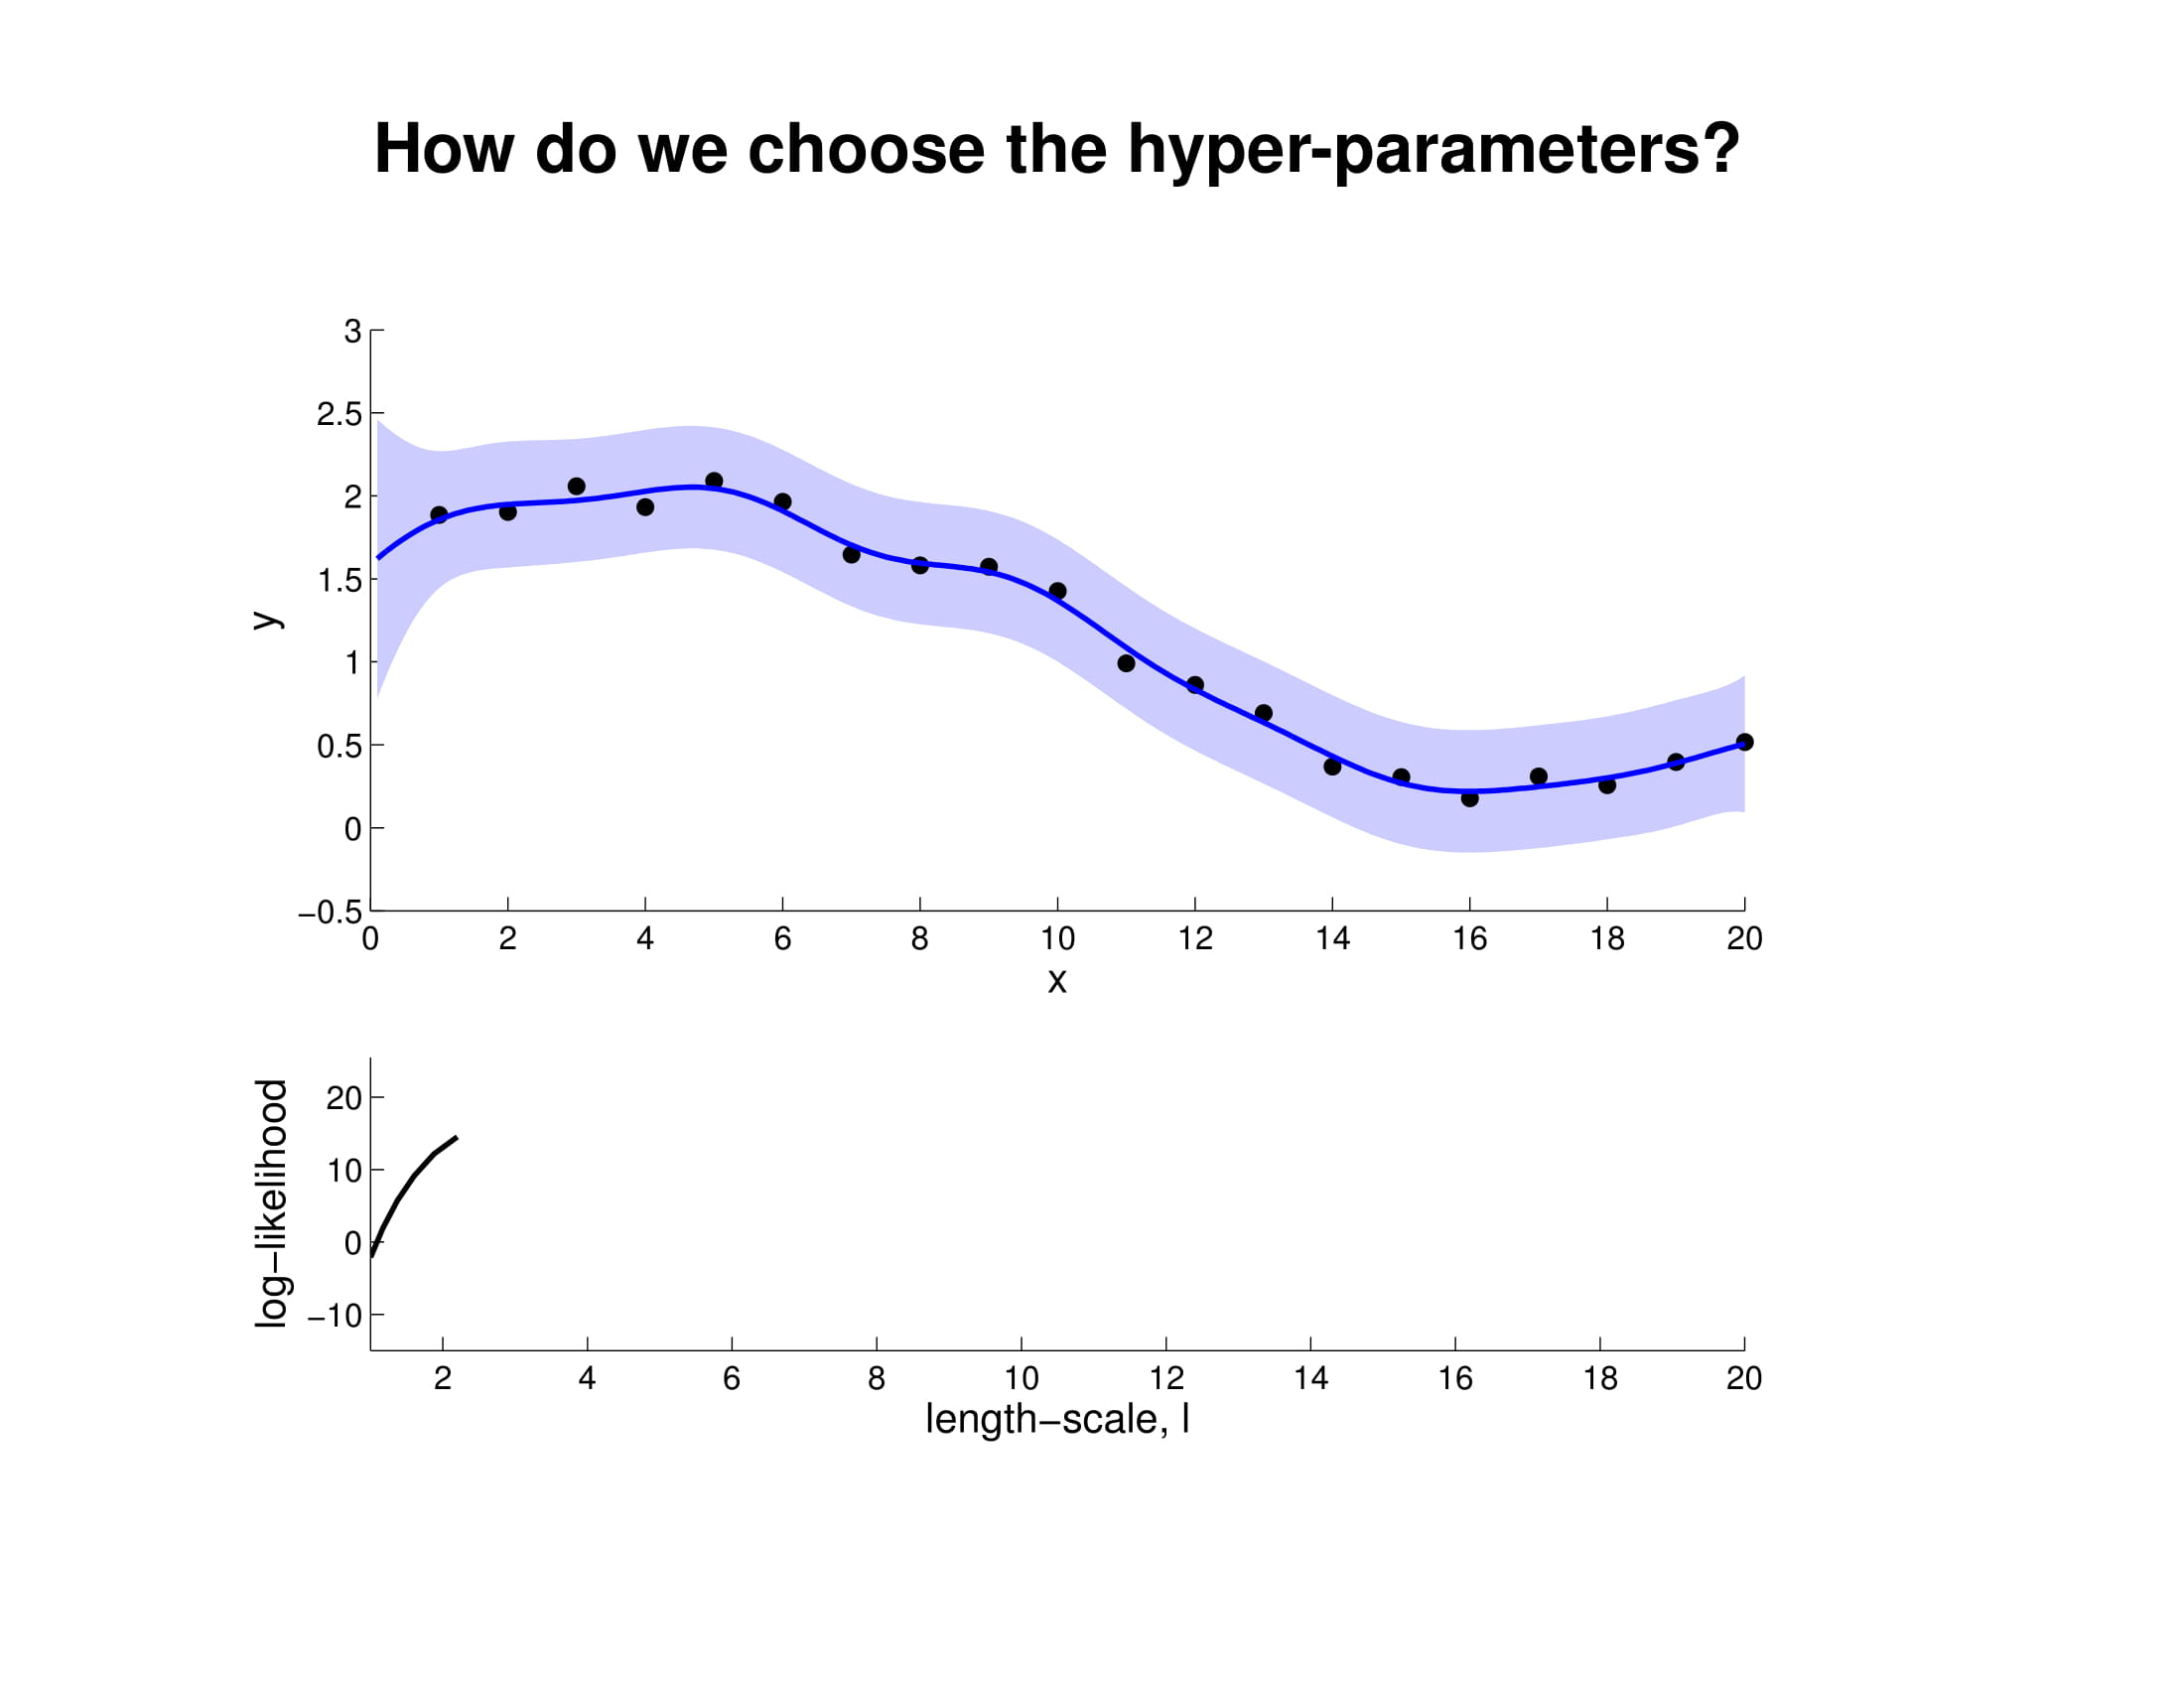 How do we choose the hyper-parameters?
3
2.5
2
1.5
1
0.5
0
−0.5
y
0 2 4 6 8 10 12 14 16 18 20
x
20
10
0
−10
log−likelihood
2 4 6 8 10 12 14 16 18 20
length−scale, l